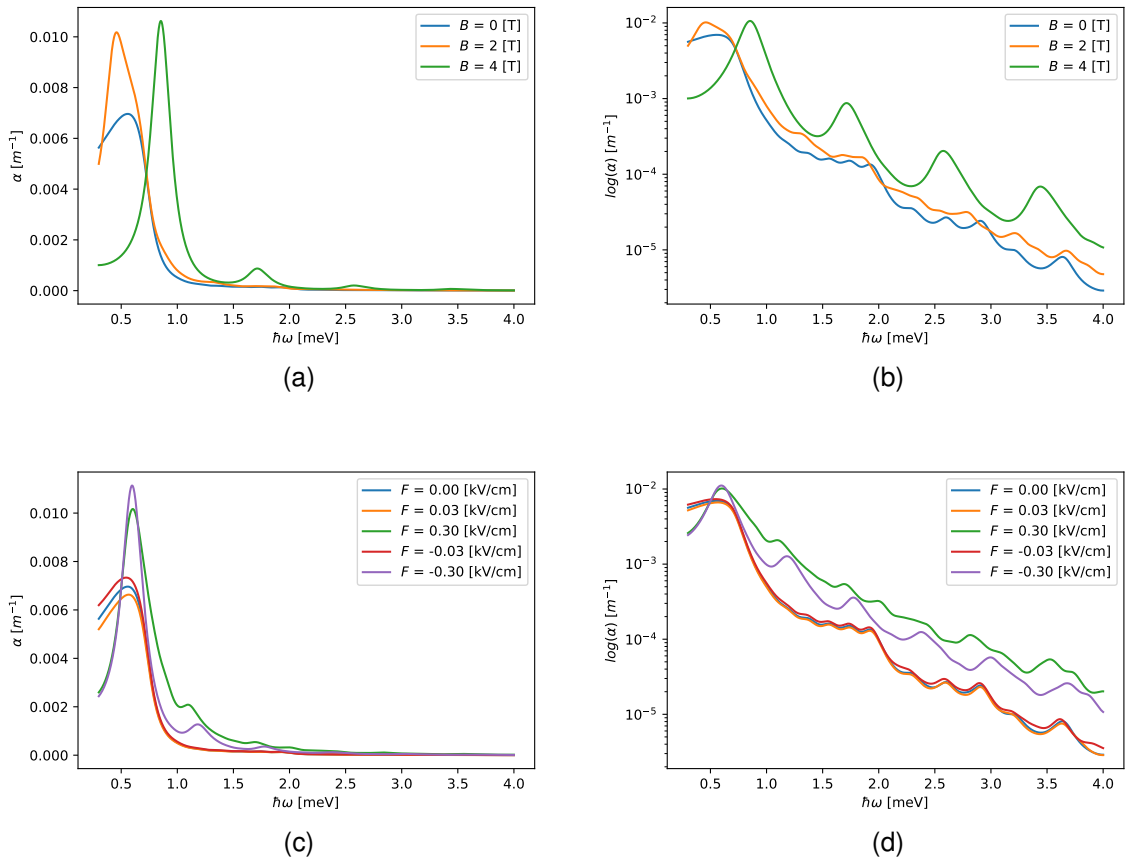 0.010
0.008
0.006
0.004
0.002
0.000
α [m⁻¹]
0.5 1.0 1.5 2.0 2.5 3.0 3.5 4.0
ħω [meV]
B = 0 [T]
B = 2 [T]
B = 4 [T]
(a)
10⁻²
10⁻³
10⁻⁴
10⁻⁵
log(α) [m⁻¹]
0.5 1.0 1.5 2.0 2.5 3.0 3.5 4.0
ħω [meV]
B = 0 [T]
B = 2 [T]
B = 4 [T]
(b)
0.010
0.008
0.006
0.004
0.002
0.000
α [m⁻¹]
0.5 1.0 1.5 2.0 2.5 3.0 3.5 4.0
ħω [meV]
F = 0.00 [kV/cm]
F = 0.03 [kV/cm]
F = 0.30 [kV/cm]
F = -0.03 [kV/cm]
F = -0.30 [kV/cm]
(c)
10⁻²
10⁻³
10⁻⁴
10⁻⁵
log(α) [m⁻¹]
0.5 1.0 1.5 2.0 2.5 3.0 3.5 4.0
ħω [meV]
F = 0.00 [kV/cm]
F = 0.03 [kV/cm]
F = 0.30 [kV/cm]
F = -0.03 [kV/cm]
F = -0.30 [kV/cm]
(d)